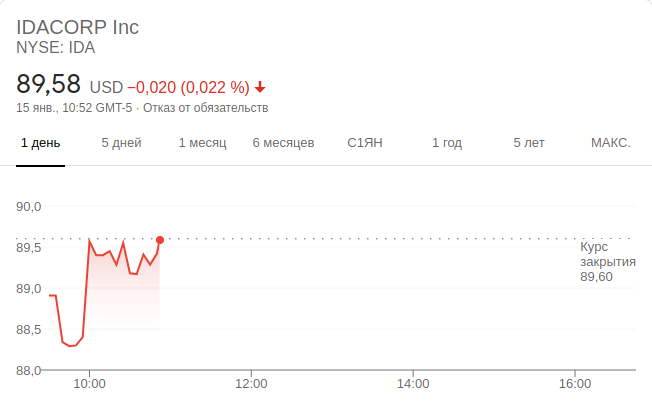 IDACORP Inc
NYSE: IDA
89,58 USD −0,020 (0,022 %)
15 янв., 10:52 GMT-5 · Отказ от обязательств
1 день 5 дней 1 месяц 6 месяцев С1ЯН 1 год 5 лет МАКС.
90,0
89,5
89,0
88,5
88,0
Курс
закрытия
89,60
10:00 12:00 14:00 16:00